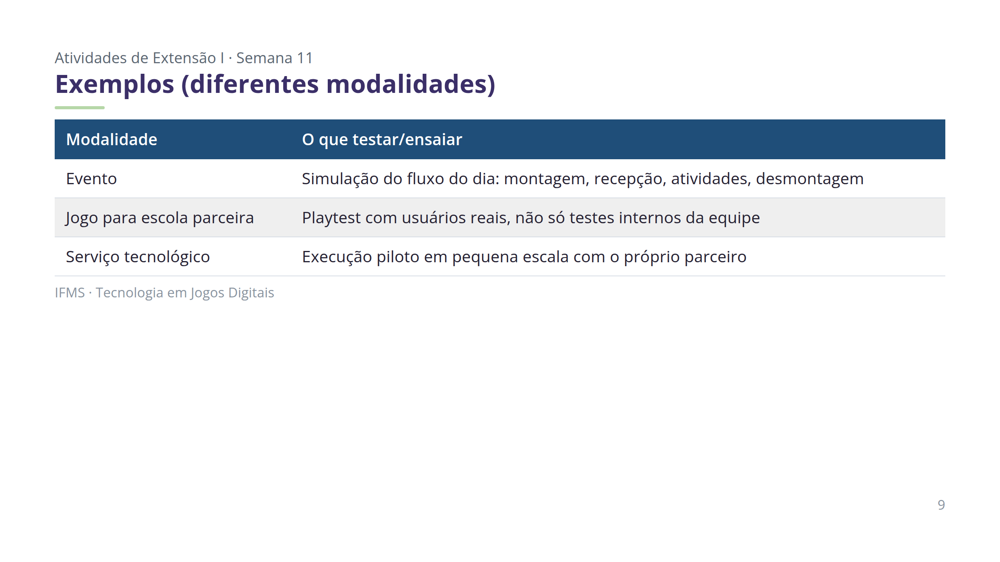 Atividades de Extensão I · Semana 11
Exemplos (diferentes modalidades)
Modalidade O que testar/ensaiar
Evento Simulação do fluxo do dia: montagem, recepção, atividades, desmontagem
Jogo para escola parceira Playtest com usuários reais, não só testes internos da equipe
Serviço tecnológico Execução piloto em pequena escala com o próprio parceiro
IFMS · Tecnologia em Jogos Digitais
9